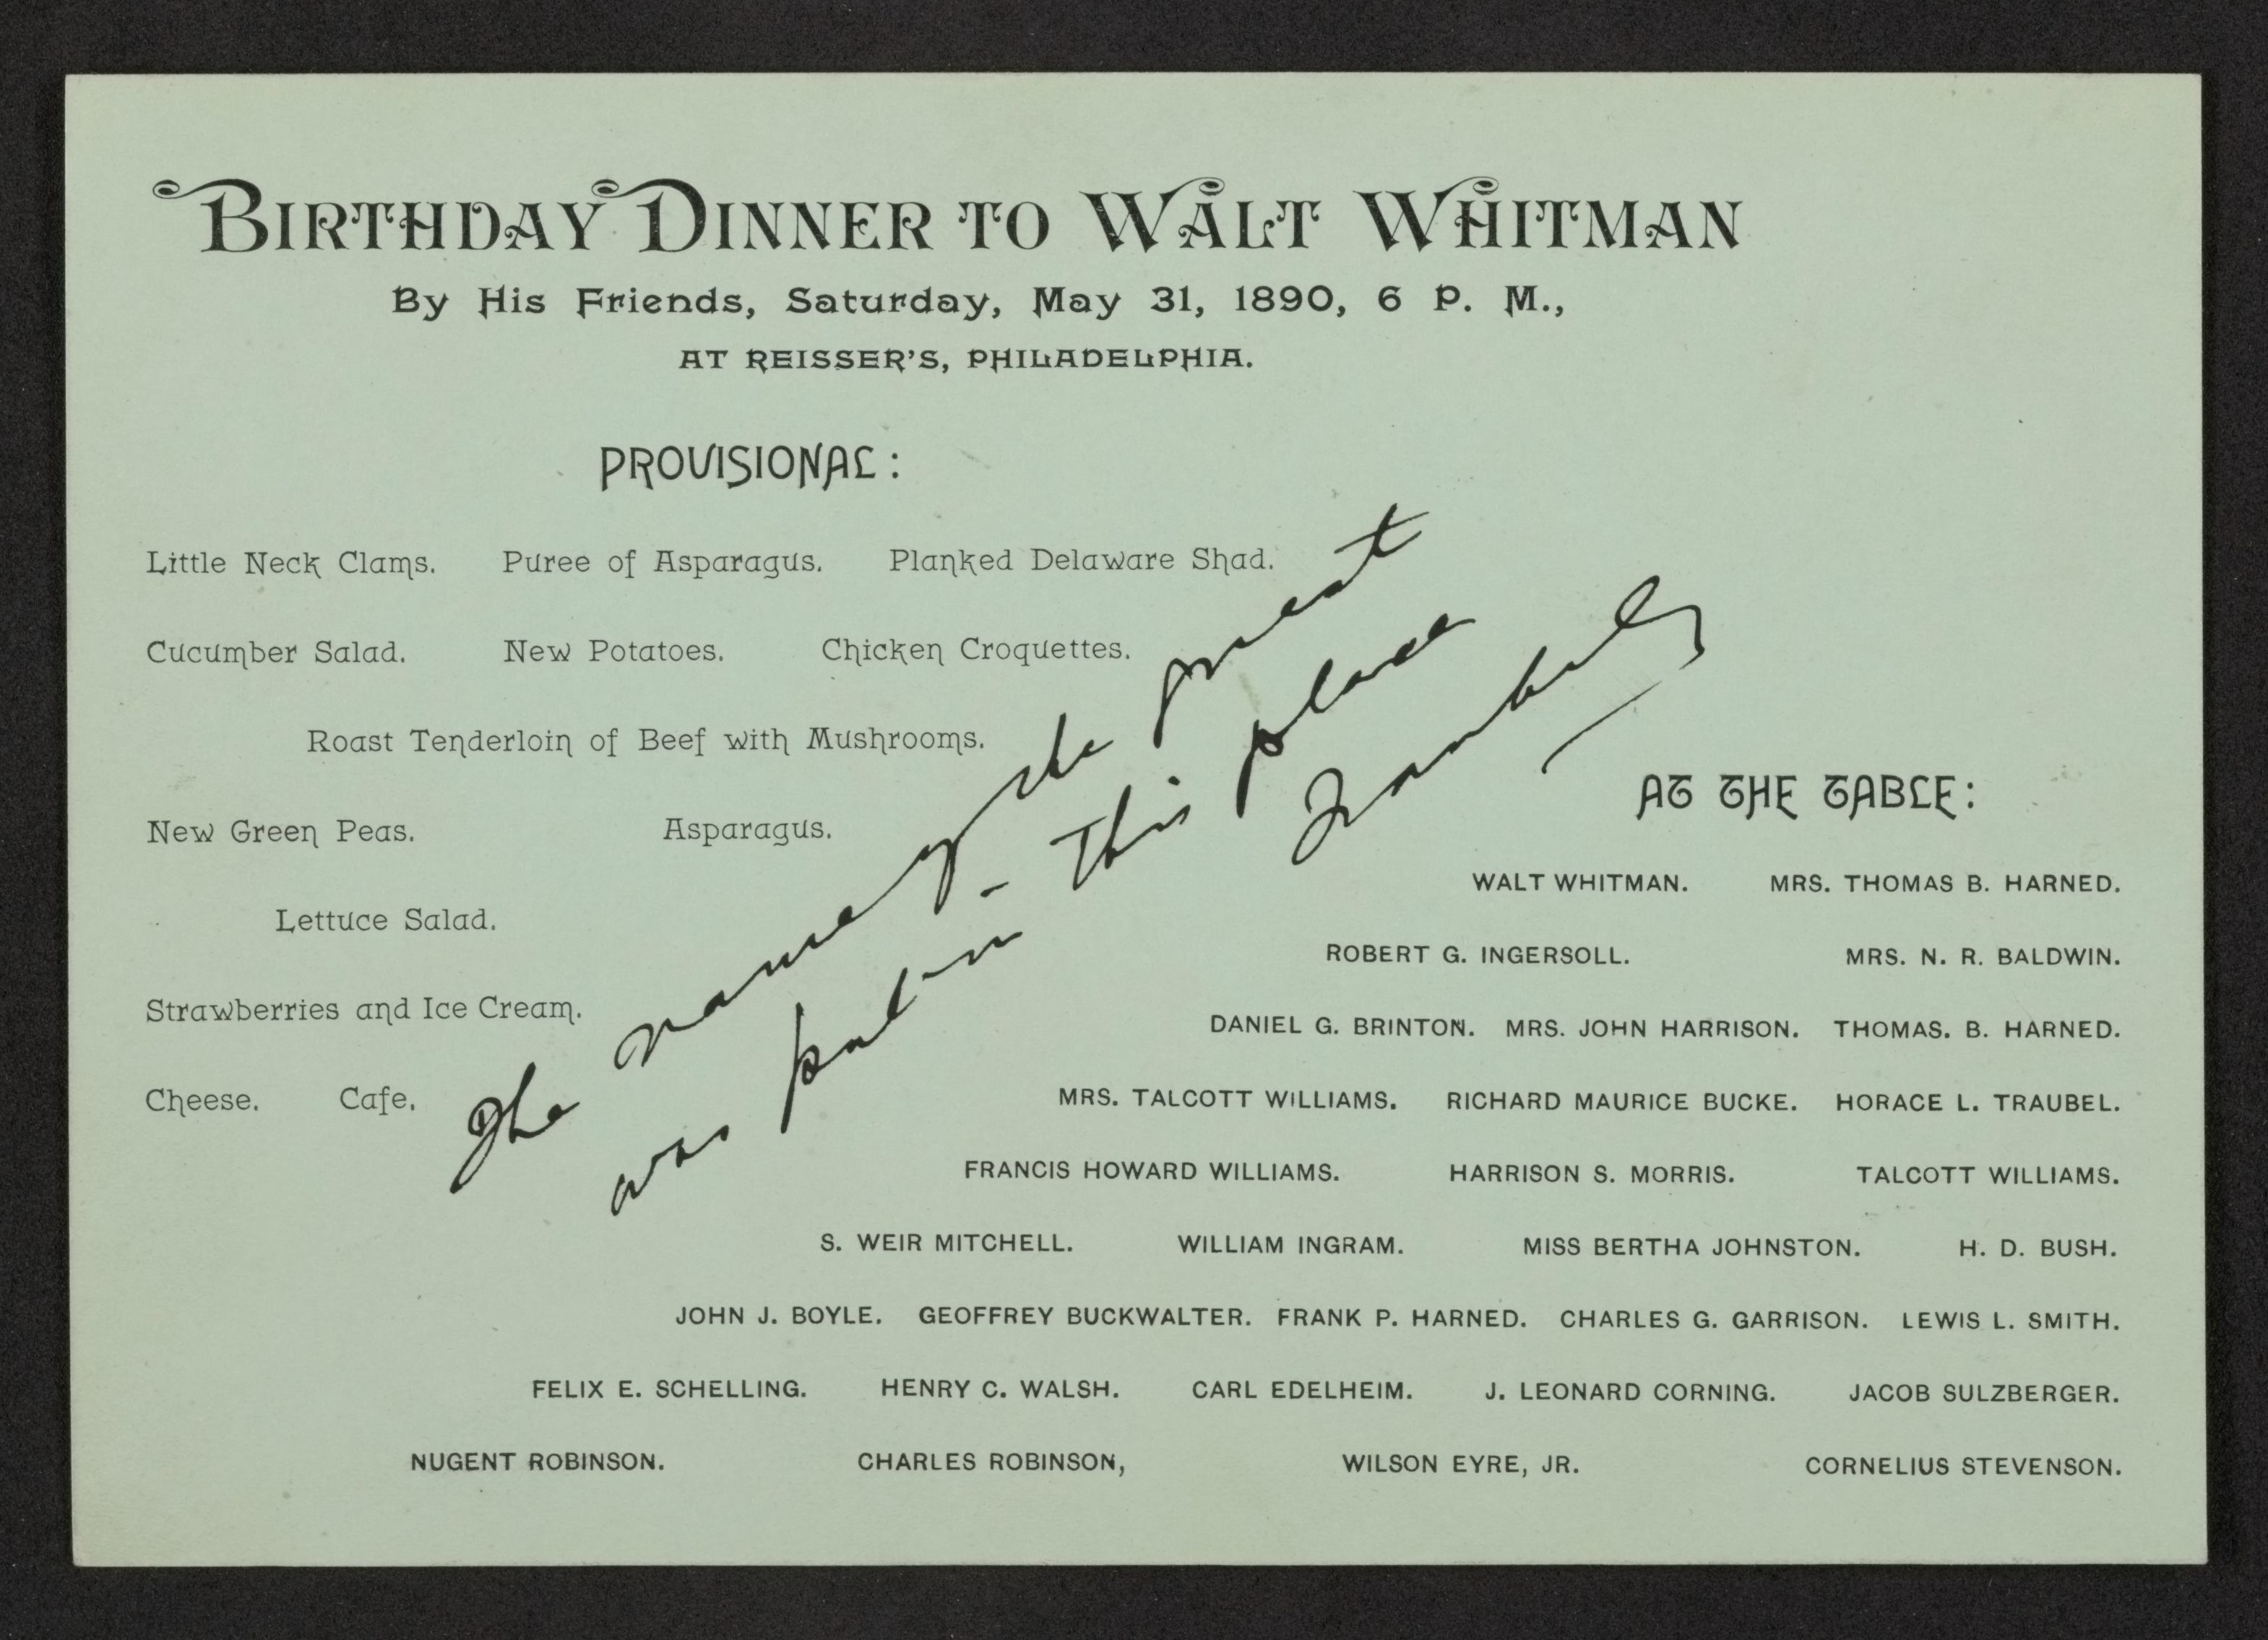 BIRTHDAY DINNER TO WALT WHITMAN
By His Friends, Saturday, May 31, 1890, 6 P. M.,
AT REISSER'S, PHILADELPHIA.
PROVISIONAL:
Little Neck Clams. Puree of Asparagus. Planked Delaware Shad.
Cucumber Salad. New Potatoes. Chicken Croquettes.
Roast Tenderloin of Beef with Mushrooms.
New Green Peas. Asparagus.
Lettuce Salad.
Strawberries and Ice Cream.
Cheese. Cafe.
The name of the guest
was put in – this place
AT THE TABLE:
WALT WHITMAN. MRS. THOMAS B. HARNED.
ROBERT G. INGERSOLL. MRS. N. R. BALDWIN.
DANIEL G. BRINTON. MRS. JOHN HARRISON. THOMAS. B. HARNED.
MRS. TALCOTT WILLIAMS. RICHARD MAURICE BUCKE. HORACE L. TRAUBEL.
FRANCIS HOWARD WILLIAMS. HARRISON S. MORRIS. TALCOTT WILLIAMS.
S. WEIR MITCHELL. WILLIAM INGRAM. MISS BERTHA JOHNSTON. H. D. BUSH.
JOHN J. BOYLE. GEOFFREY BUCKWALTER. FRANK P. HARNED. CHARLES G. GARRISON. LEWIS L. SMITH.
FELIX E. SCHELLING. HENRY C. WALSH. CARL EDELHEIM. J. LEONARD CORNING. JACOB SULZBERGER.
NUGENT ROBINSON. CHARLES ROBINSON, WILSON EYRE, JR. CORNELIUS STEVENSON.